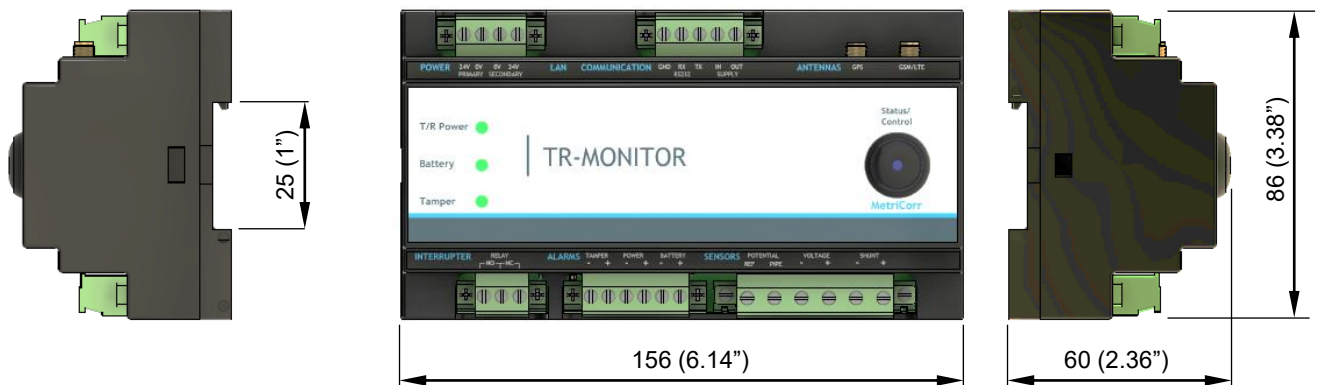 POWER 24V 0V 0V 24V LAN COMMUNICATION GND RX TX IN OUT ANTENNAS GPS GSM/LTE
PRIMARY SECONDARY RS232 SUPPLY
T/R Power
Battery
Tamper
TR-MONITOR
Status/
Control
MetriCorr
INTERRUPTER RELAY ALARMS TAMPER POWER BATTERY SENSORS POTENTIAL VOLTAGE SHUNT
NO NC - + - + - + REF PIPE - + - +
25 (1”)
86 (3.38”)
156 (6.14”)
60 (2.36”)